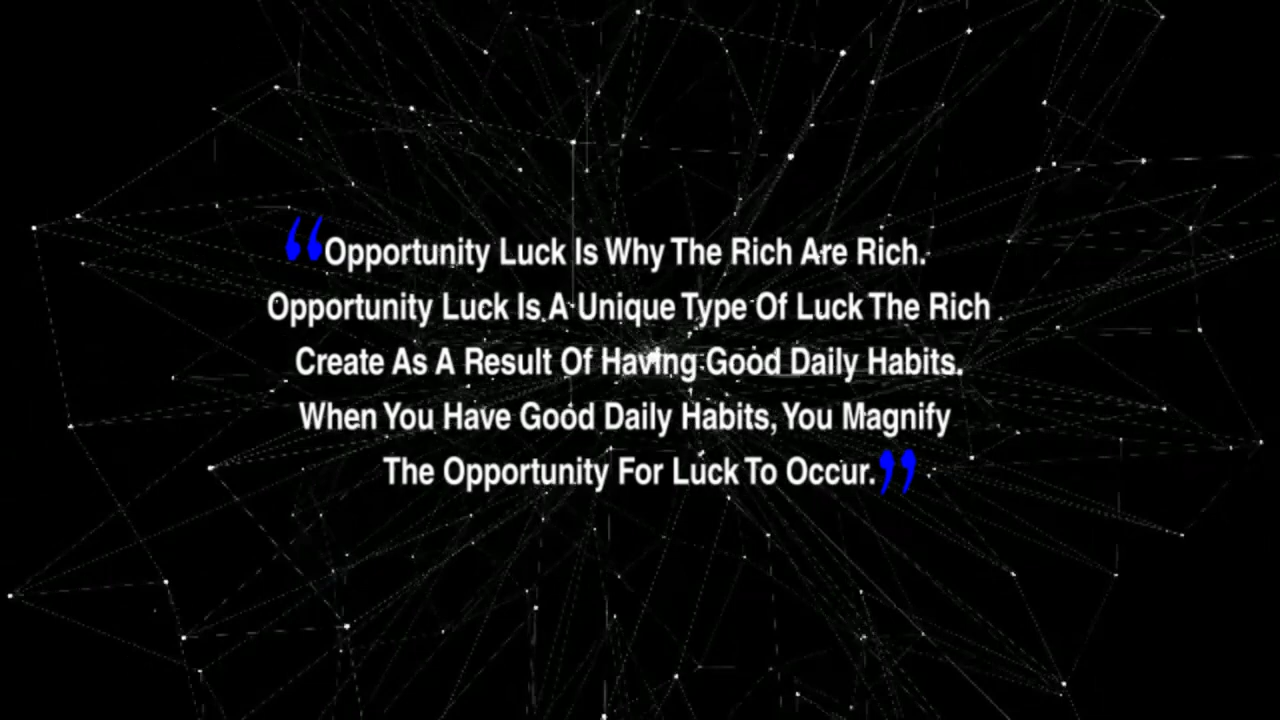 “Opportunity Luck Is Why The Rich Are Rich.
Opportunity Luck Is A Unique Type Of Luck The Rich
Create As A Result Of Having Good Daily Habits.
When You Have Good Daily Habits, You Magnify
The Opportunity For Luck To Occur.”